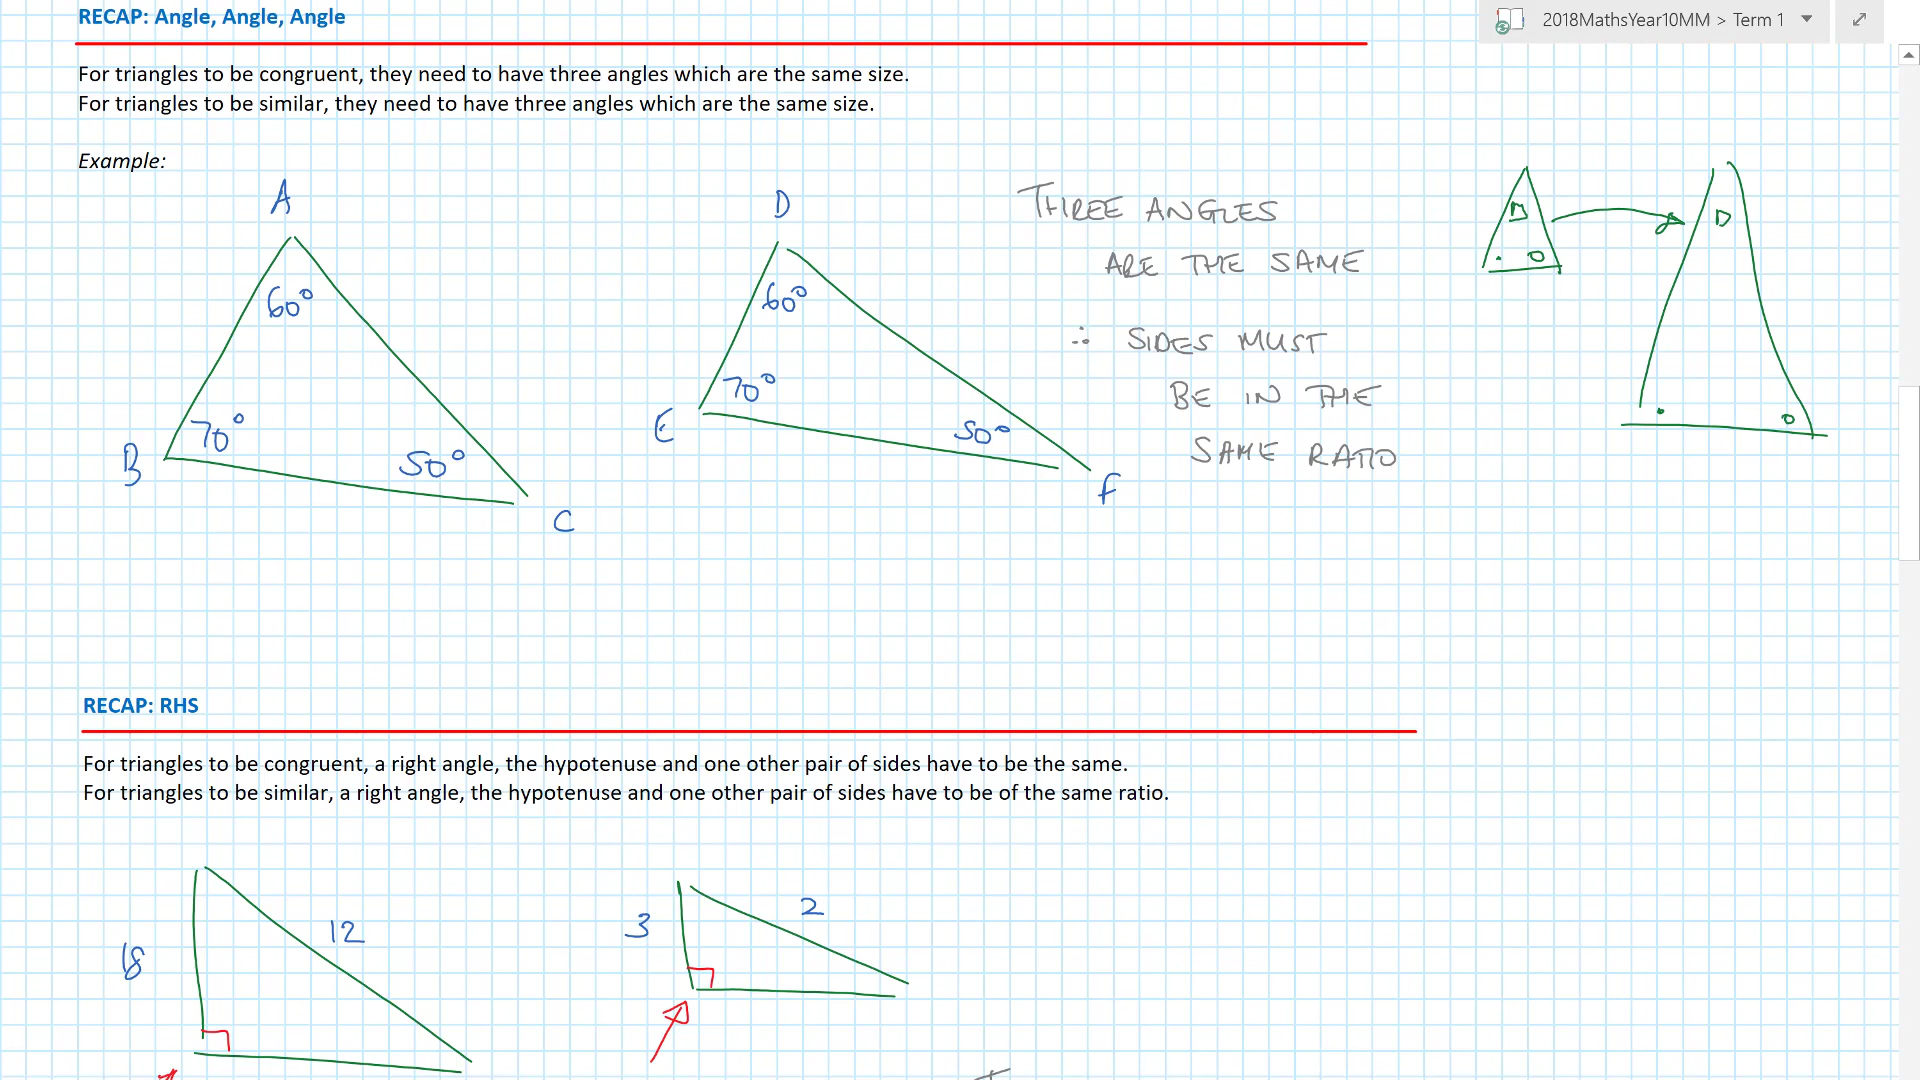 RECAP: Angle, Angle, Angle
2018MathsYear10MM > Term 1
For triangles to be congruent, they need to have three angles which are the same size.
For triangles to be similar, they need to have three angles which are the same size.
Example:
A
60°
70°
B
50°
C
D
60°
70°
E
50°
F
THREE ANGLES
ARE THE SAME
∴ SIDES MUST
BE IN THE
SAME RATIO
RECAP: RHS
For triangles to be congruent, a right angle, the hypotenuse and one other pair of sides have to be the same.
For triangles to be similar, a right angle, the hypotenuse and one other pair of sides have to be of the same ratio.
18
12
3
2